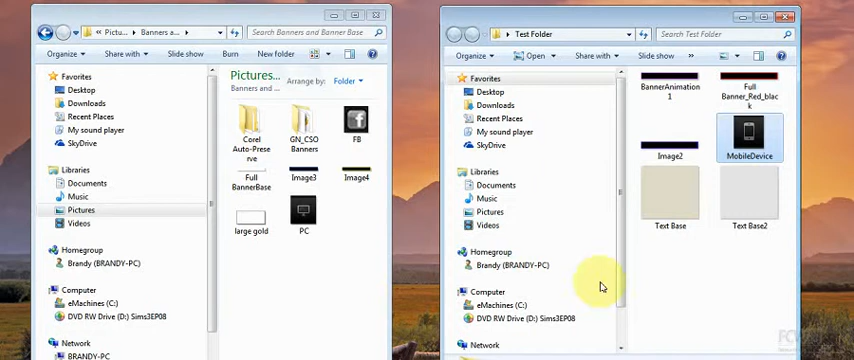 Pictu...
Banners a...
Search Banners and Banner Base
Organize
Share with
Slide show
Burn
New folder
Favorites
Desktop
Downloads
Recent Places
My sound player
SkyDrive
Libraries
Documents
Music
Pictures
Videos
Homegroup
Brandy (BRANDY-PC)
Computer
eMachines (C:)
DVD RW Drive (D:) Sims3EP08
Network
BRANDY-PC
Pictures...
Banners and ...
Arrange by:
Folder
Corel
Auto-Prese
rve
GN_CSO
Banners
FB
Full
BannerBase
Image3
Image4
large gold
PC
Test Folder
Search Test Folder
Organize
Open
Share with
Slide show
»
Favorites
Desktop
Downloads
Recent Places
My sound player
SkyDrive
Libraries
Documents
Music
Pictures
Videos
Homegroup
Brandy (BRANDY-PC)
Computer
eMachines (C:)
DVD RW Drive (D:) Sims3EP08
Network
BannerAnimation
1
Full
Banner_Red_blac
k
Image2
MobileDevice
Text Base
Text Base2